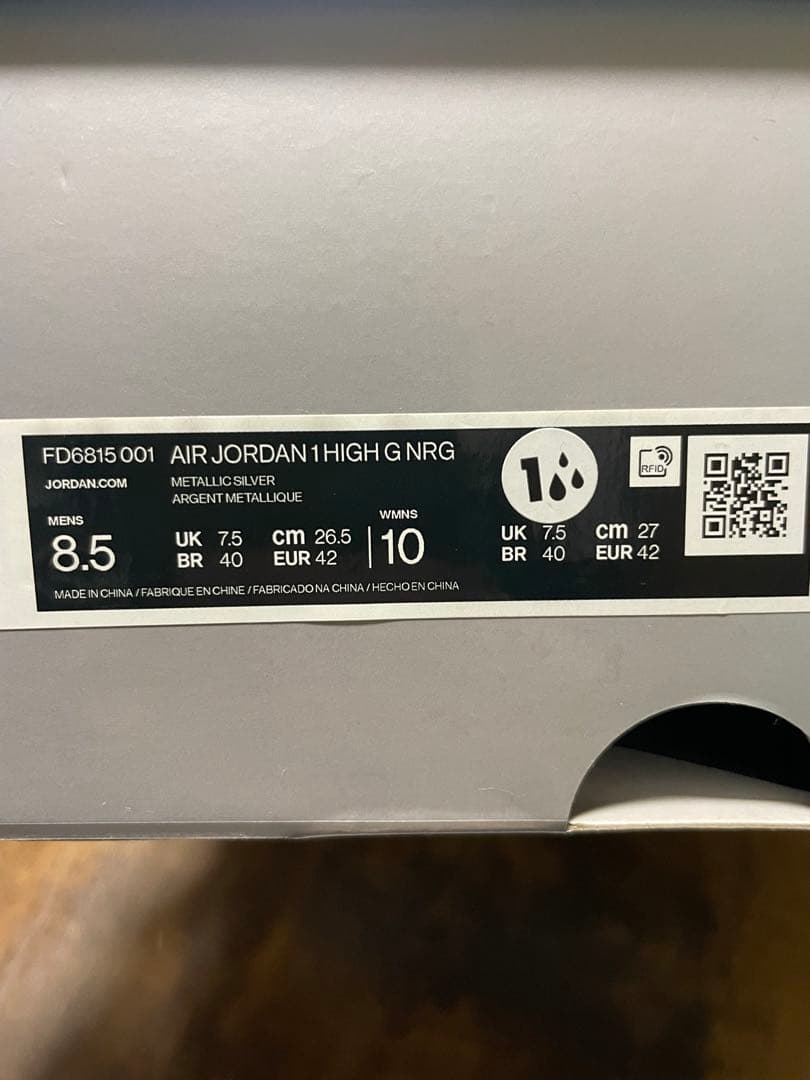 FD6815 001 AIR JORDAN 1 HIGH G NRG
JORDAN.COM
METALLIC SILVER
ARGENT METALLIQUE
MENS
8.5
UK 7.5 cm 26.5
BR 40 EUR 42
WMNS
10
UK 7.5 cm 27
BR 40 EUR 42
1
RFID
MADE IN CHINA / FABRIQUE EN CHINE / FABRICADO NA CHINA / HECHO EN CHINA